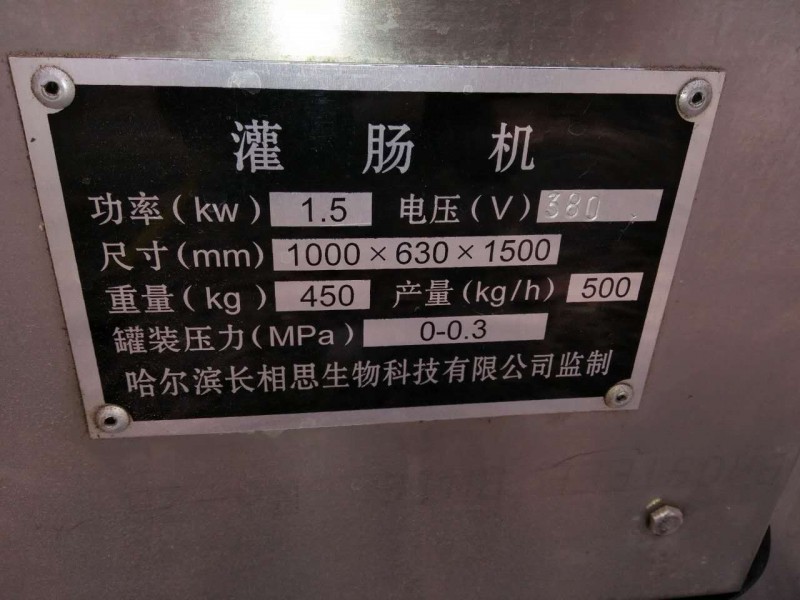 灌肠机
功率(kw) 1.5 电压(V) 380
尺寸(mm) 1000×630×1500
重量(kg) 450 产量(kg/h) 500
罐装压力(MPa) 0-0.3
哈尔滨长相思生物科技有限公司监制